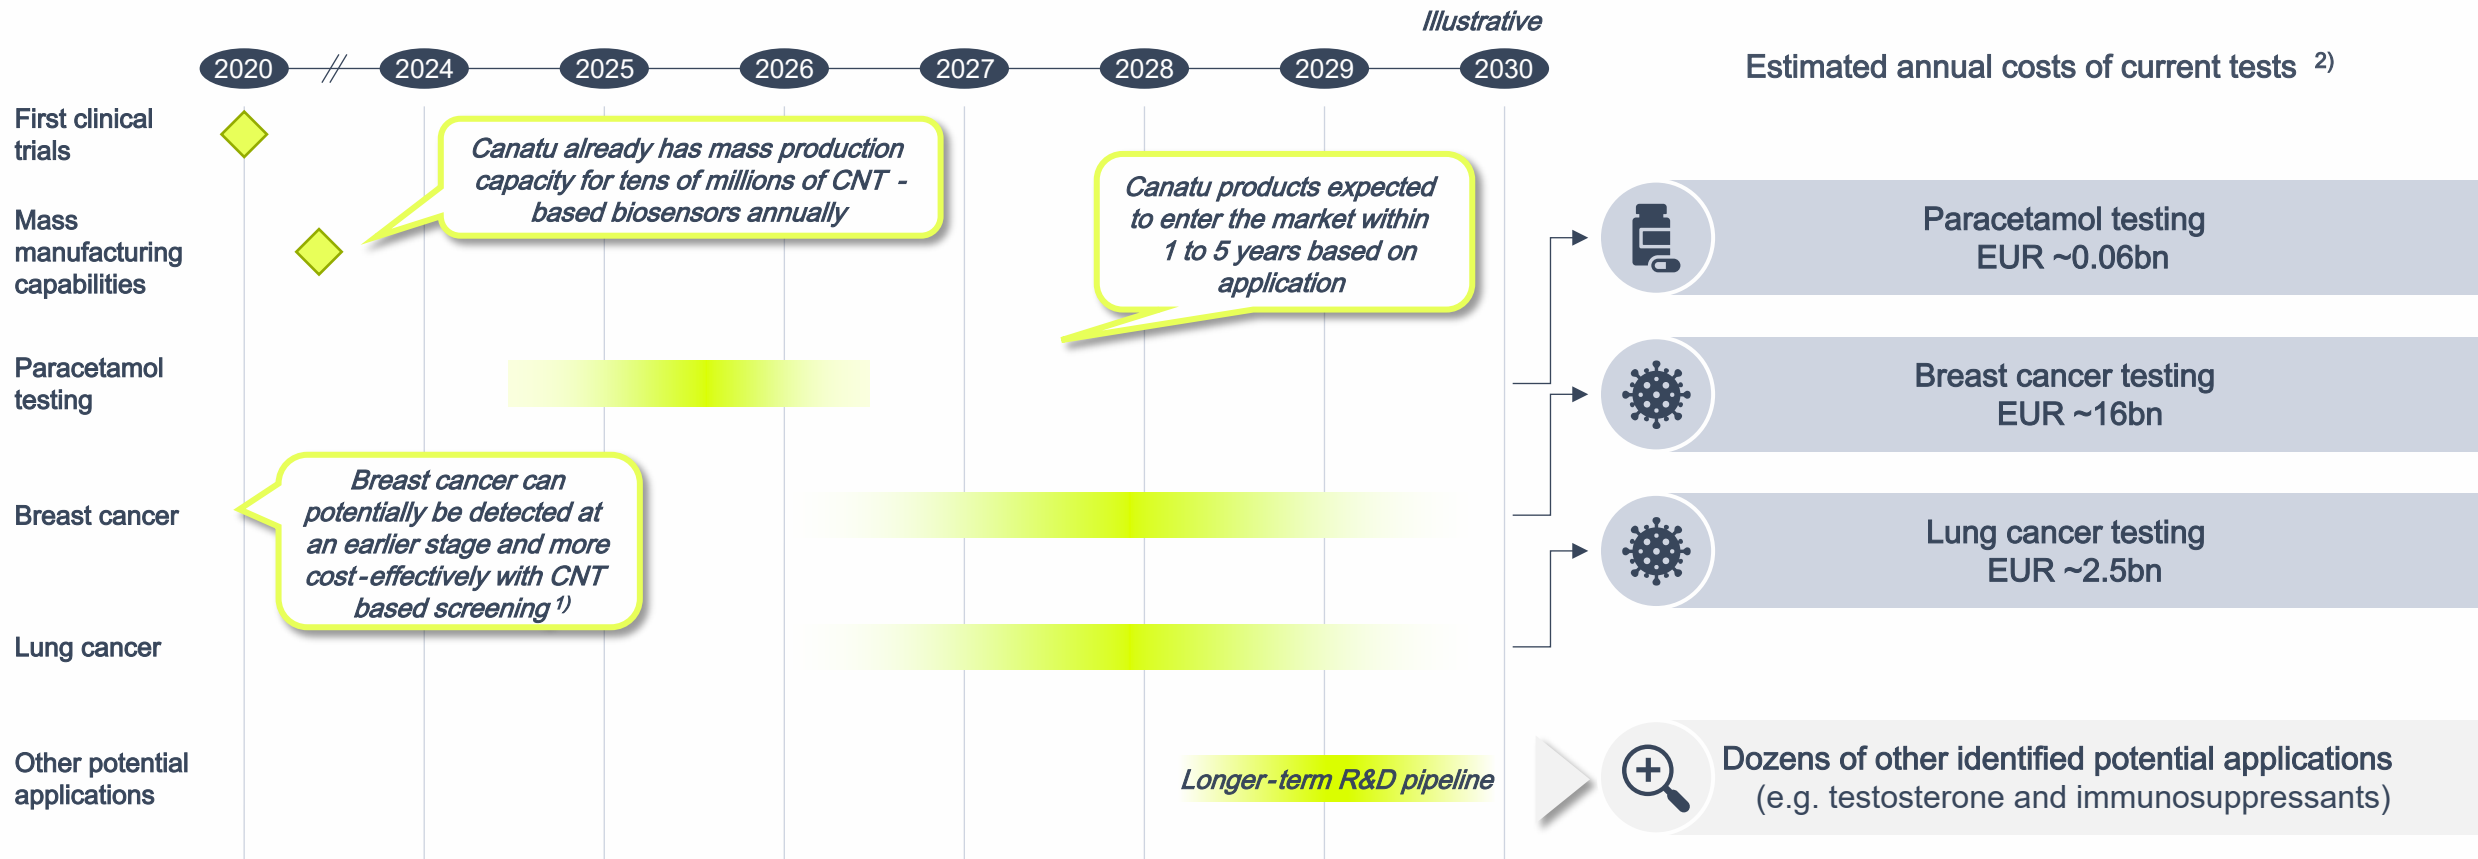 Illustrative
2020 2024 2025 2026 2027 2028 2029 2030
Estimated annual costs of current tests 2)
First clinical
trials
Canatu already has mass production
capacity for tens of millions of CNT -
based biosensors annually
Canatu products expected
to enter the market within
1 to 5 years based on
application
Mass
manufacturing
capabilities
Paracetamol testing
EUR ~0.06bn
Paracetamol
testing
Breast cancer testing
EUR ~16bn
Breast cancer
Breast cancer can
potentially be detected at
an earlier stage and more
cost-effectively with CNT
based screening 1)
Lung cancer testing
EUR ~2.5bn
Lung cancer
Other potential
applications
Longer-term R&D pipeline
Dozens of other identified potential applications
(e.g. testosterone and immunosuppressants)